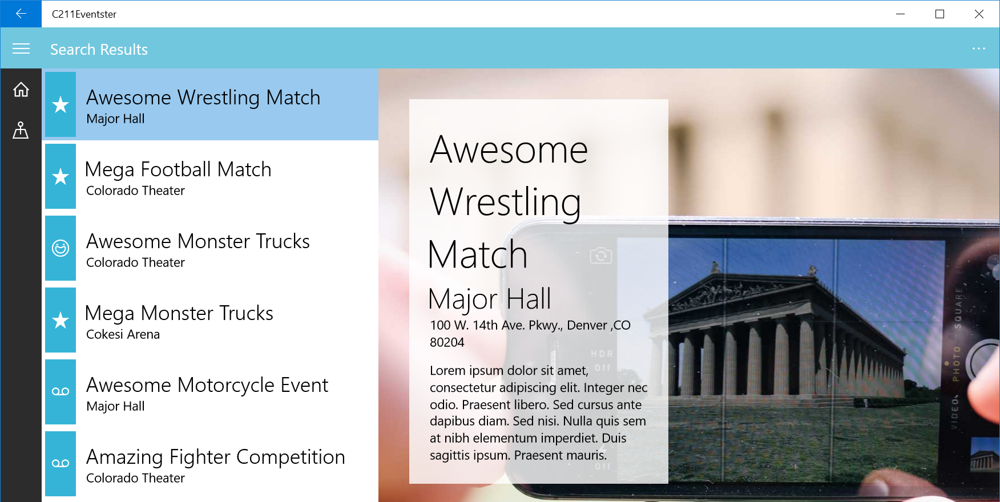 C211Eventster
Search Results
Awesome Wrestling Match
Major Hall
Mega Football Match
Colorado Theater
Awesome Monster Trucks
Colorado Theater
Mega Monster Trucks
Cokesi Arena
Awesome Motorcycle Event
Major Hall
Amazing Fighter Competition
Colorado Theater
Awesome
Wrestling
Match
Major Hall
100 W. 14th Ave. Pkwy., Denver ,CO
80204
Lorem ipsum dolor sit amet,
consectetur adipiscing elit. Integer nec
odio. Praesent libero. Sed cursus ante
dapibus diam. Sed nisi. Nulla quis sem
at nibh elementum imperdiet. Duis
sagittis ipsum. Praesent mauris.
HDR
Off
Off
VIDEO PHOTO SQUARE